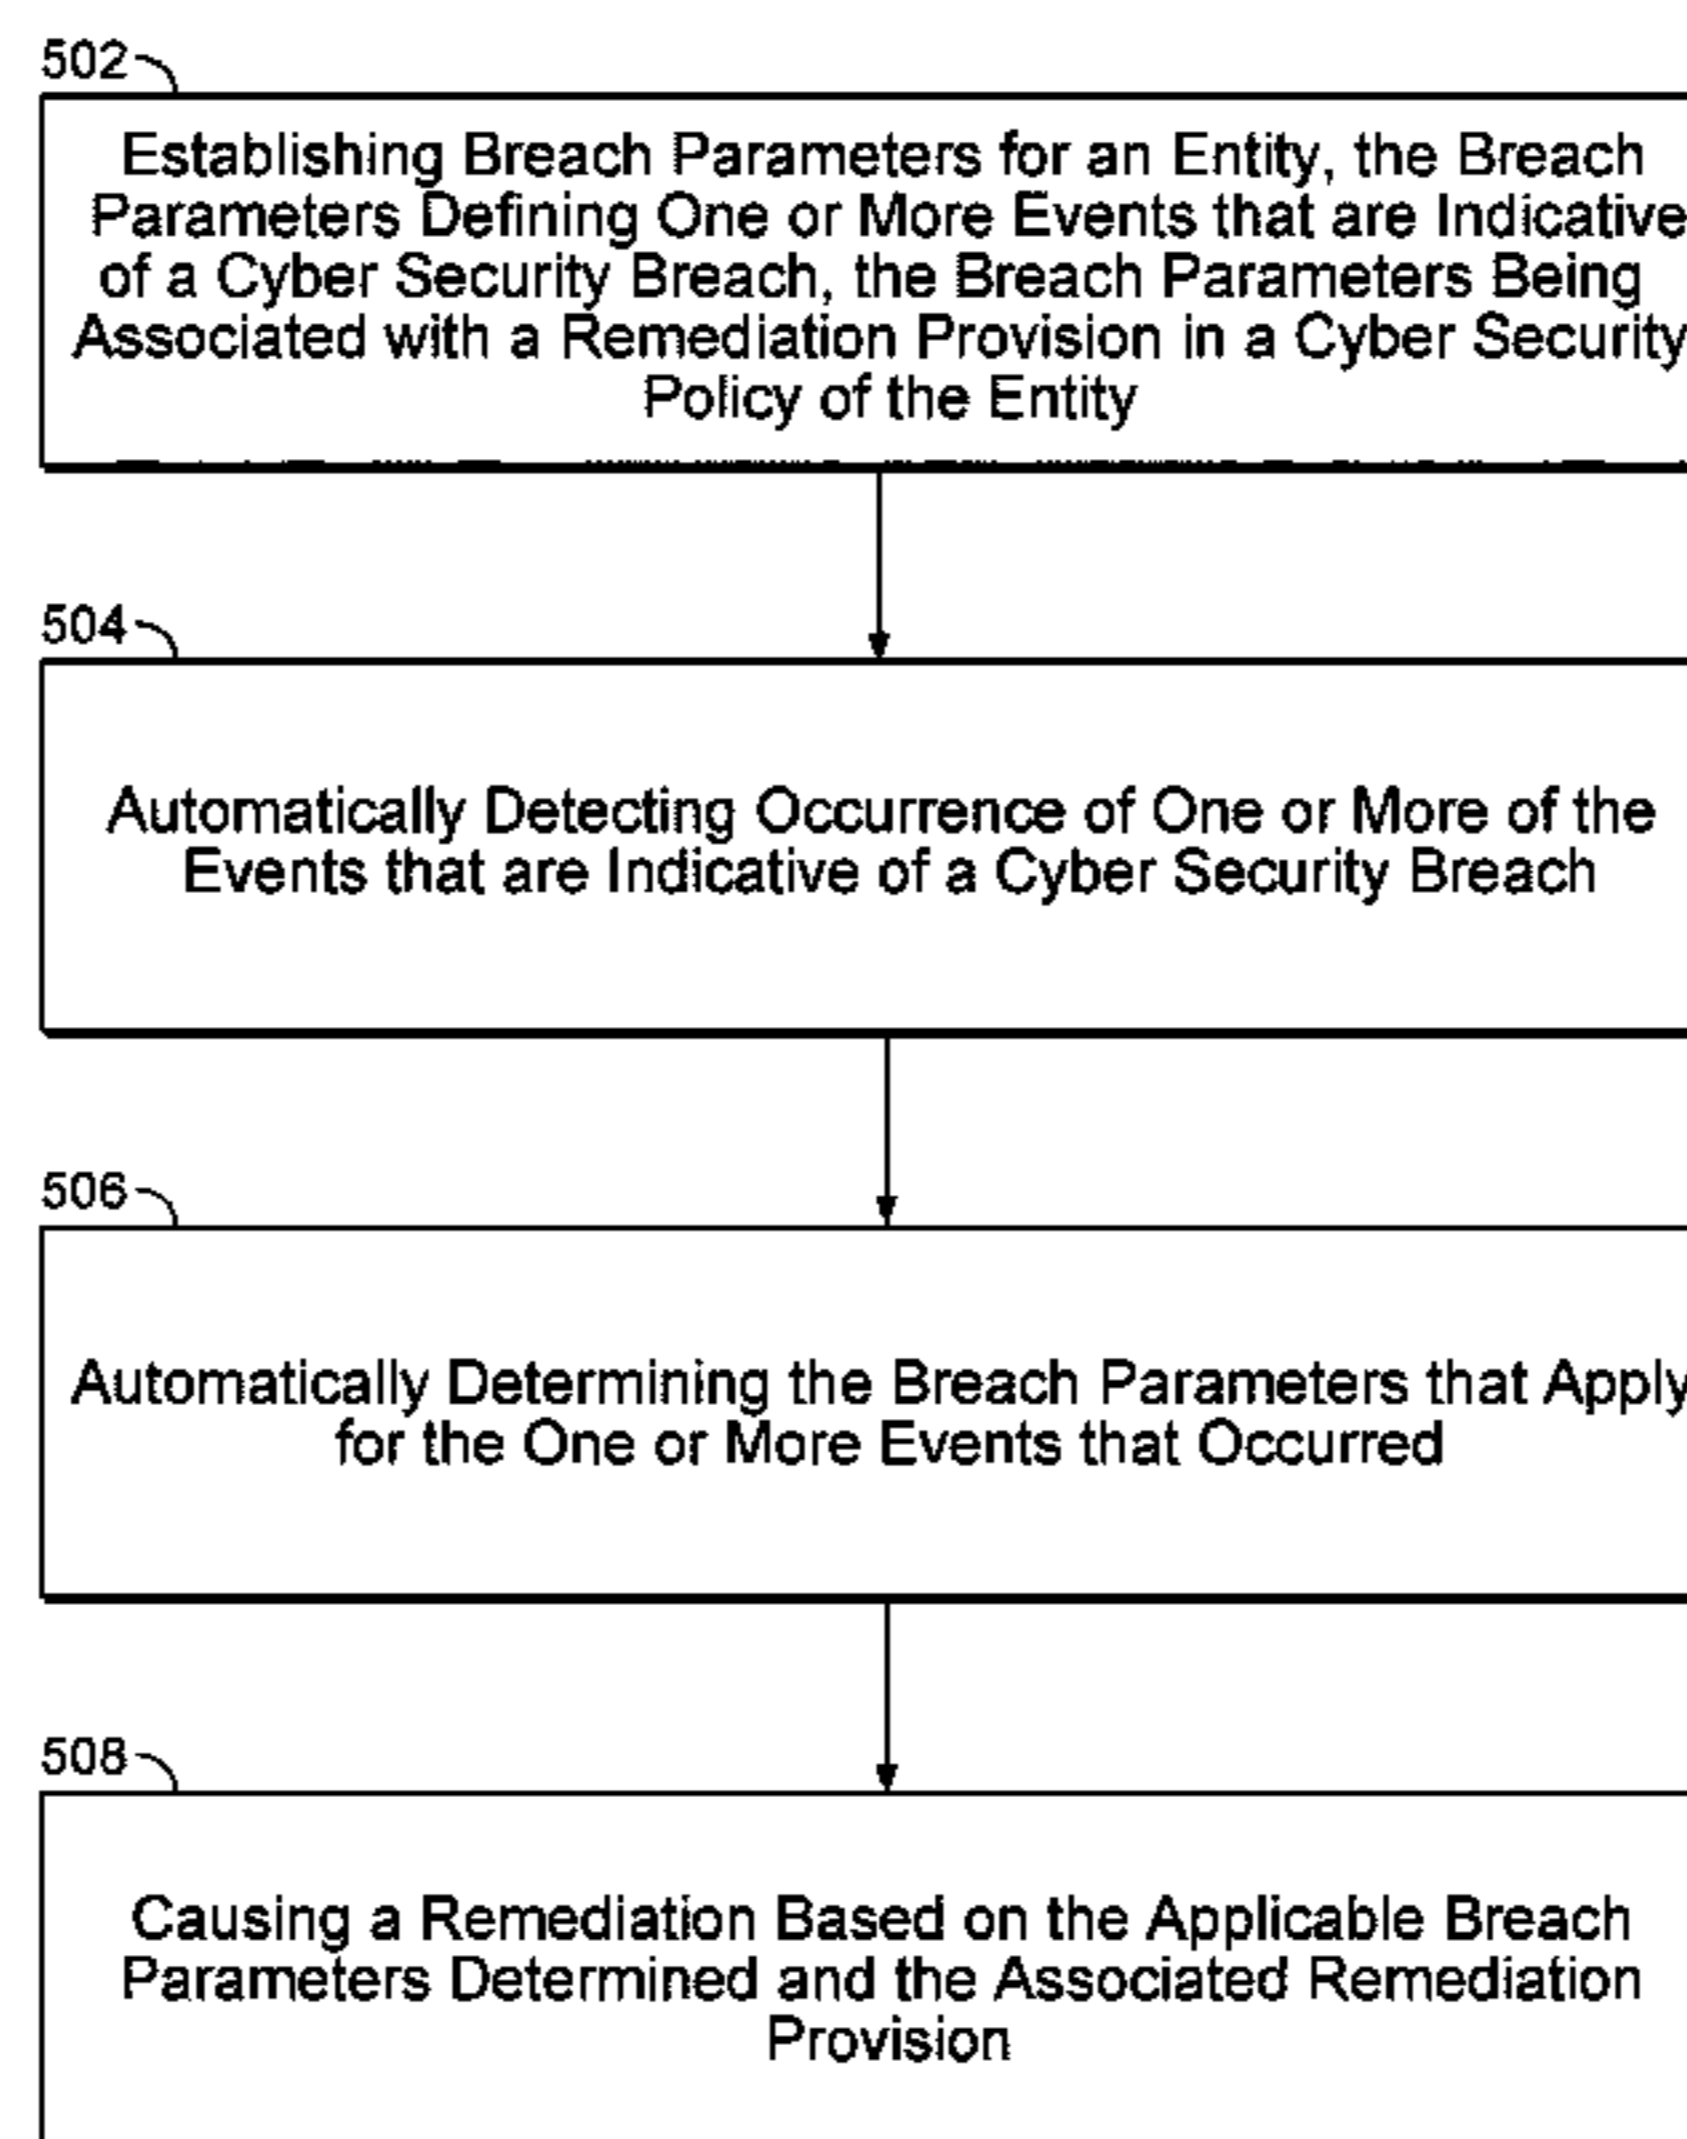 502
Establishing Breach Parameters for an Entity, the Breach
Parameters Defining One or More Events that are Indicative
of a Cyber Security Breach, the Breach Parameters Being
Associated with a Remediation Provision in a Cyber Security
Policy of the Entity
504
Automatically Detecting Occurrence of One or More of the
Events that are Indicative of a Cyber Security Breach
506
Automatically Determining the Breach Parameters that Apply
for the One or More Events that Occurred
508
Causing a Remediation Based on the Applicable Breach
Parameters Determined and the Associated Remediation
Provision